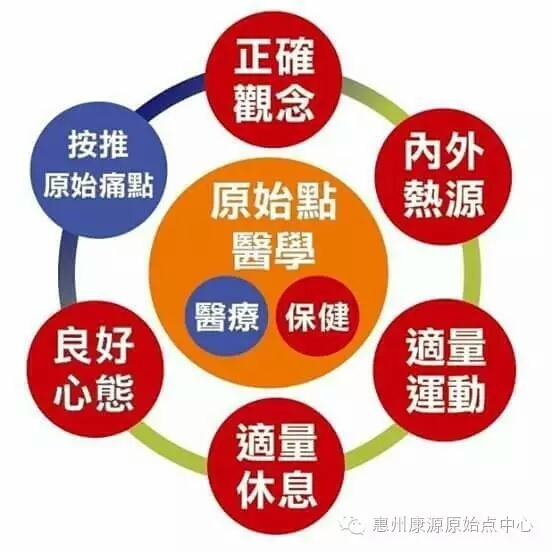 正確
觀念
內外
熱源
適量
運動
適量
休息
良好
心態
按推
原始痛點
原始點
醫學
醫療
保健
惠州康源原始点中心